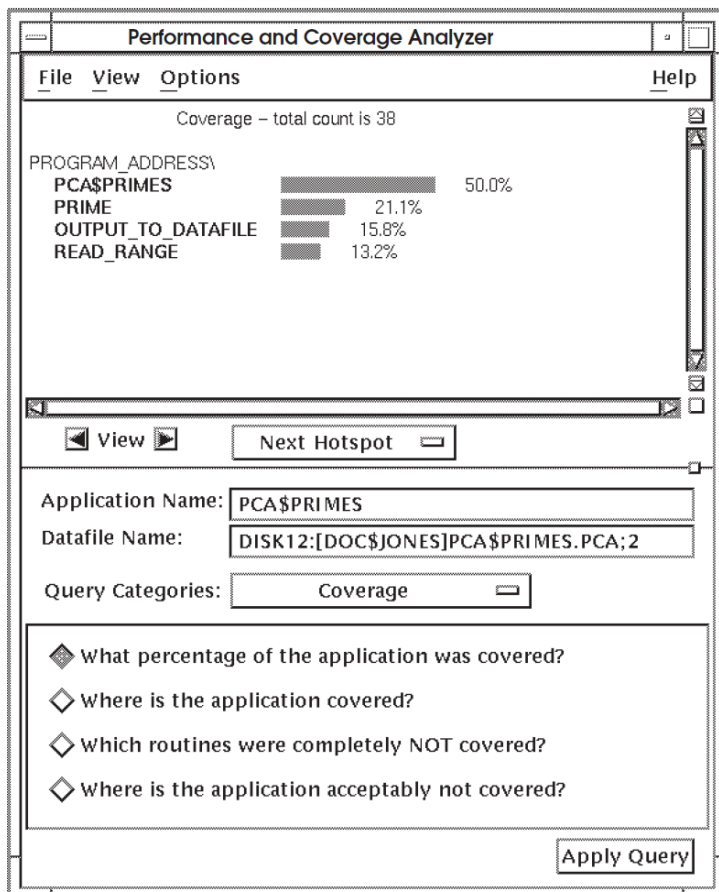 Performance and Coverage Analyzer
File View Options Help
Coverage – total count is 38
PROGRAM_ADDRESS\
PCA$PRIMES 50.0%
PRIME 21.1%
OUTPUT_TO_DATAFILE 15.8%
READ_RANGE 13.2%
View Next Hotspot
Application Name: PCA$PRIMES
Datafile Name: DISK12:[DOC$JONES]PCA$PRIMES.PCA;2
Query Categories: Coverage
What percentage of the application was covered?
Where is the application covered?
Which routines were completely NOT covered?
Where is the application acceptably not covered?
Apply Query